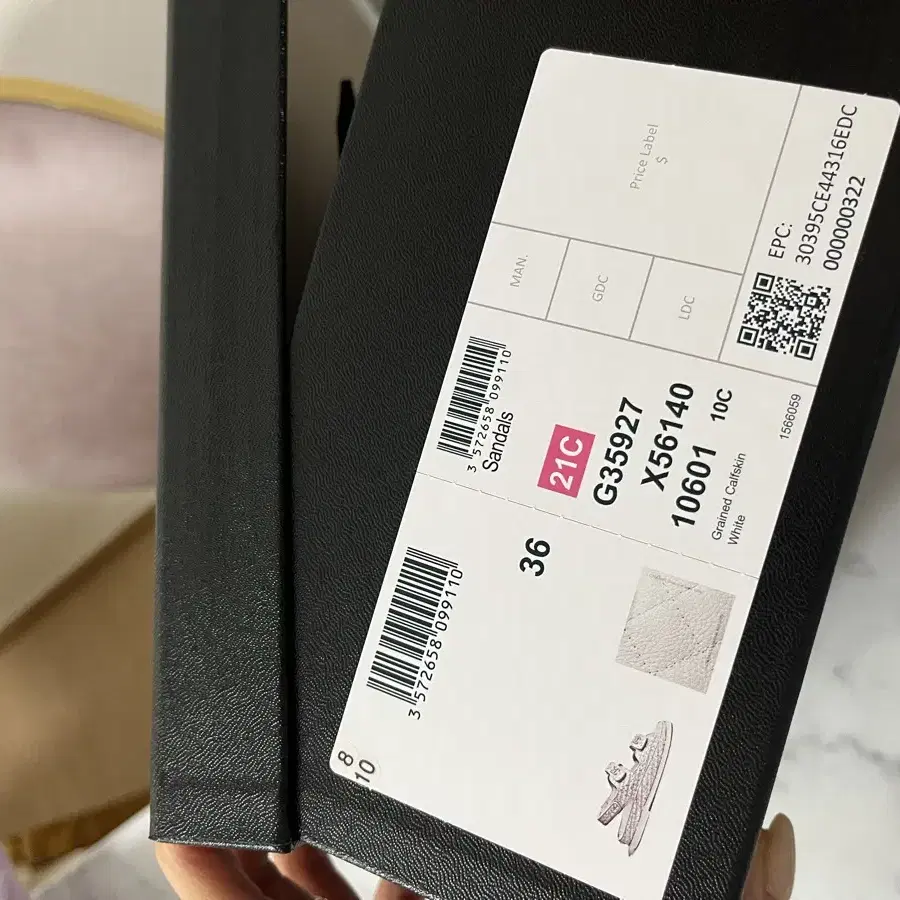 Price Label
$
MAN.
GDC
LDC
EPC:
30395CE44316EDC
000000322
3 572658 099110
Sandals
21C
G35927
X56140
10601 10C
Grained Calfskin
White
1566059
36
3 572658 099110
8
10